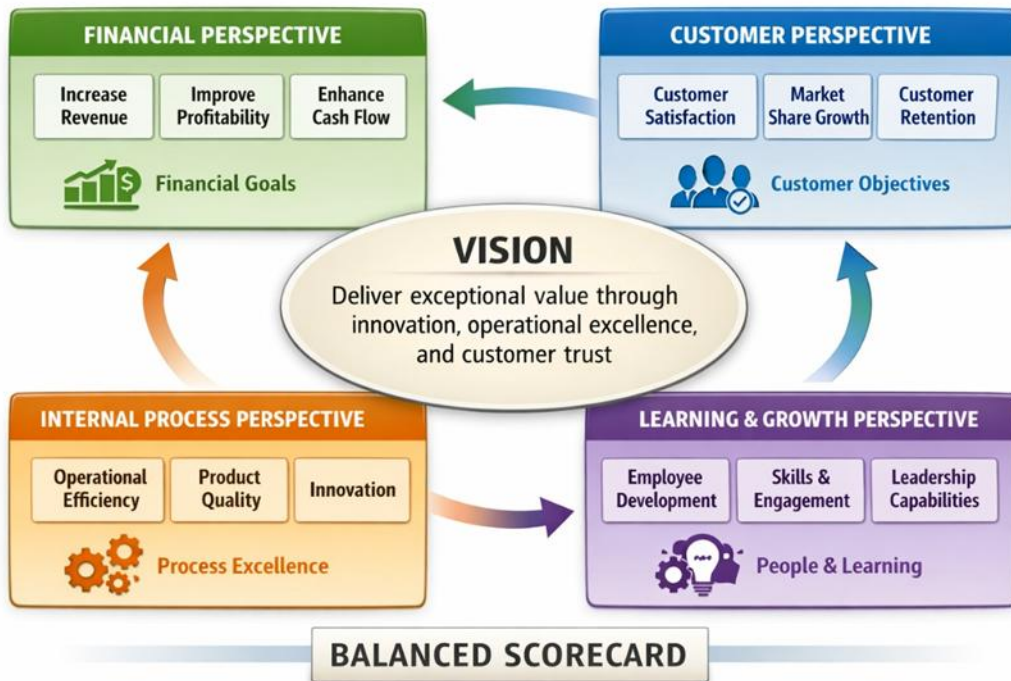 FINANCIAL PERSPECTIVE
Increase
Revenue
Improve
Profitability
Enhance
Cash Flow
$
Financial Goals
CUSTOMER PERSPECTIVE
Customer
Satisfaction
Market
Share Growth
Customer
Retention
Customer Objectives
VISION
Deliver exceptional value through
innovation, operational excellence,
and customer trust
INTERNAL PROCESS PERSPECTIVE
Operational
Efficiency
Product
Quality
Innovation
Process Excellence
LEARNING & GROWTH PERSPECTIVE
Employee
Development
Skills &
Engagement
Leadership
Capabilities
People & Learning
BALANCED SCORECARD